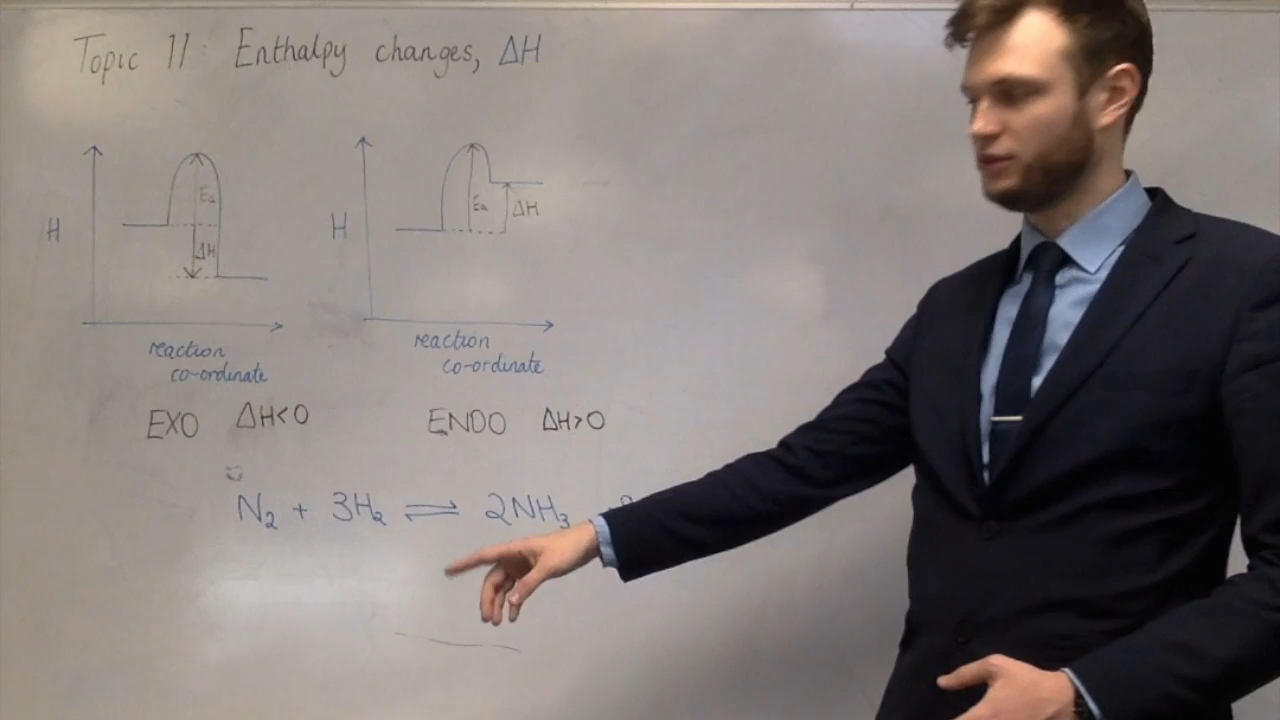 Topic 11: Enthalpy changes, ΔH
H
Ea
ΔH
reaction
co-ordinate
H
Ea
ΔH
reaction
co-ordinate
EXO ΔH<0
ENDO ΔH>0
N₂ + 3H₂ ⇌ 2NH₃